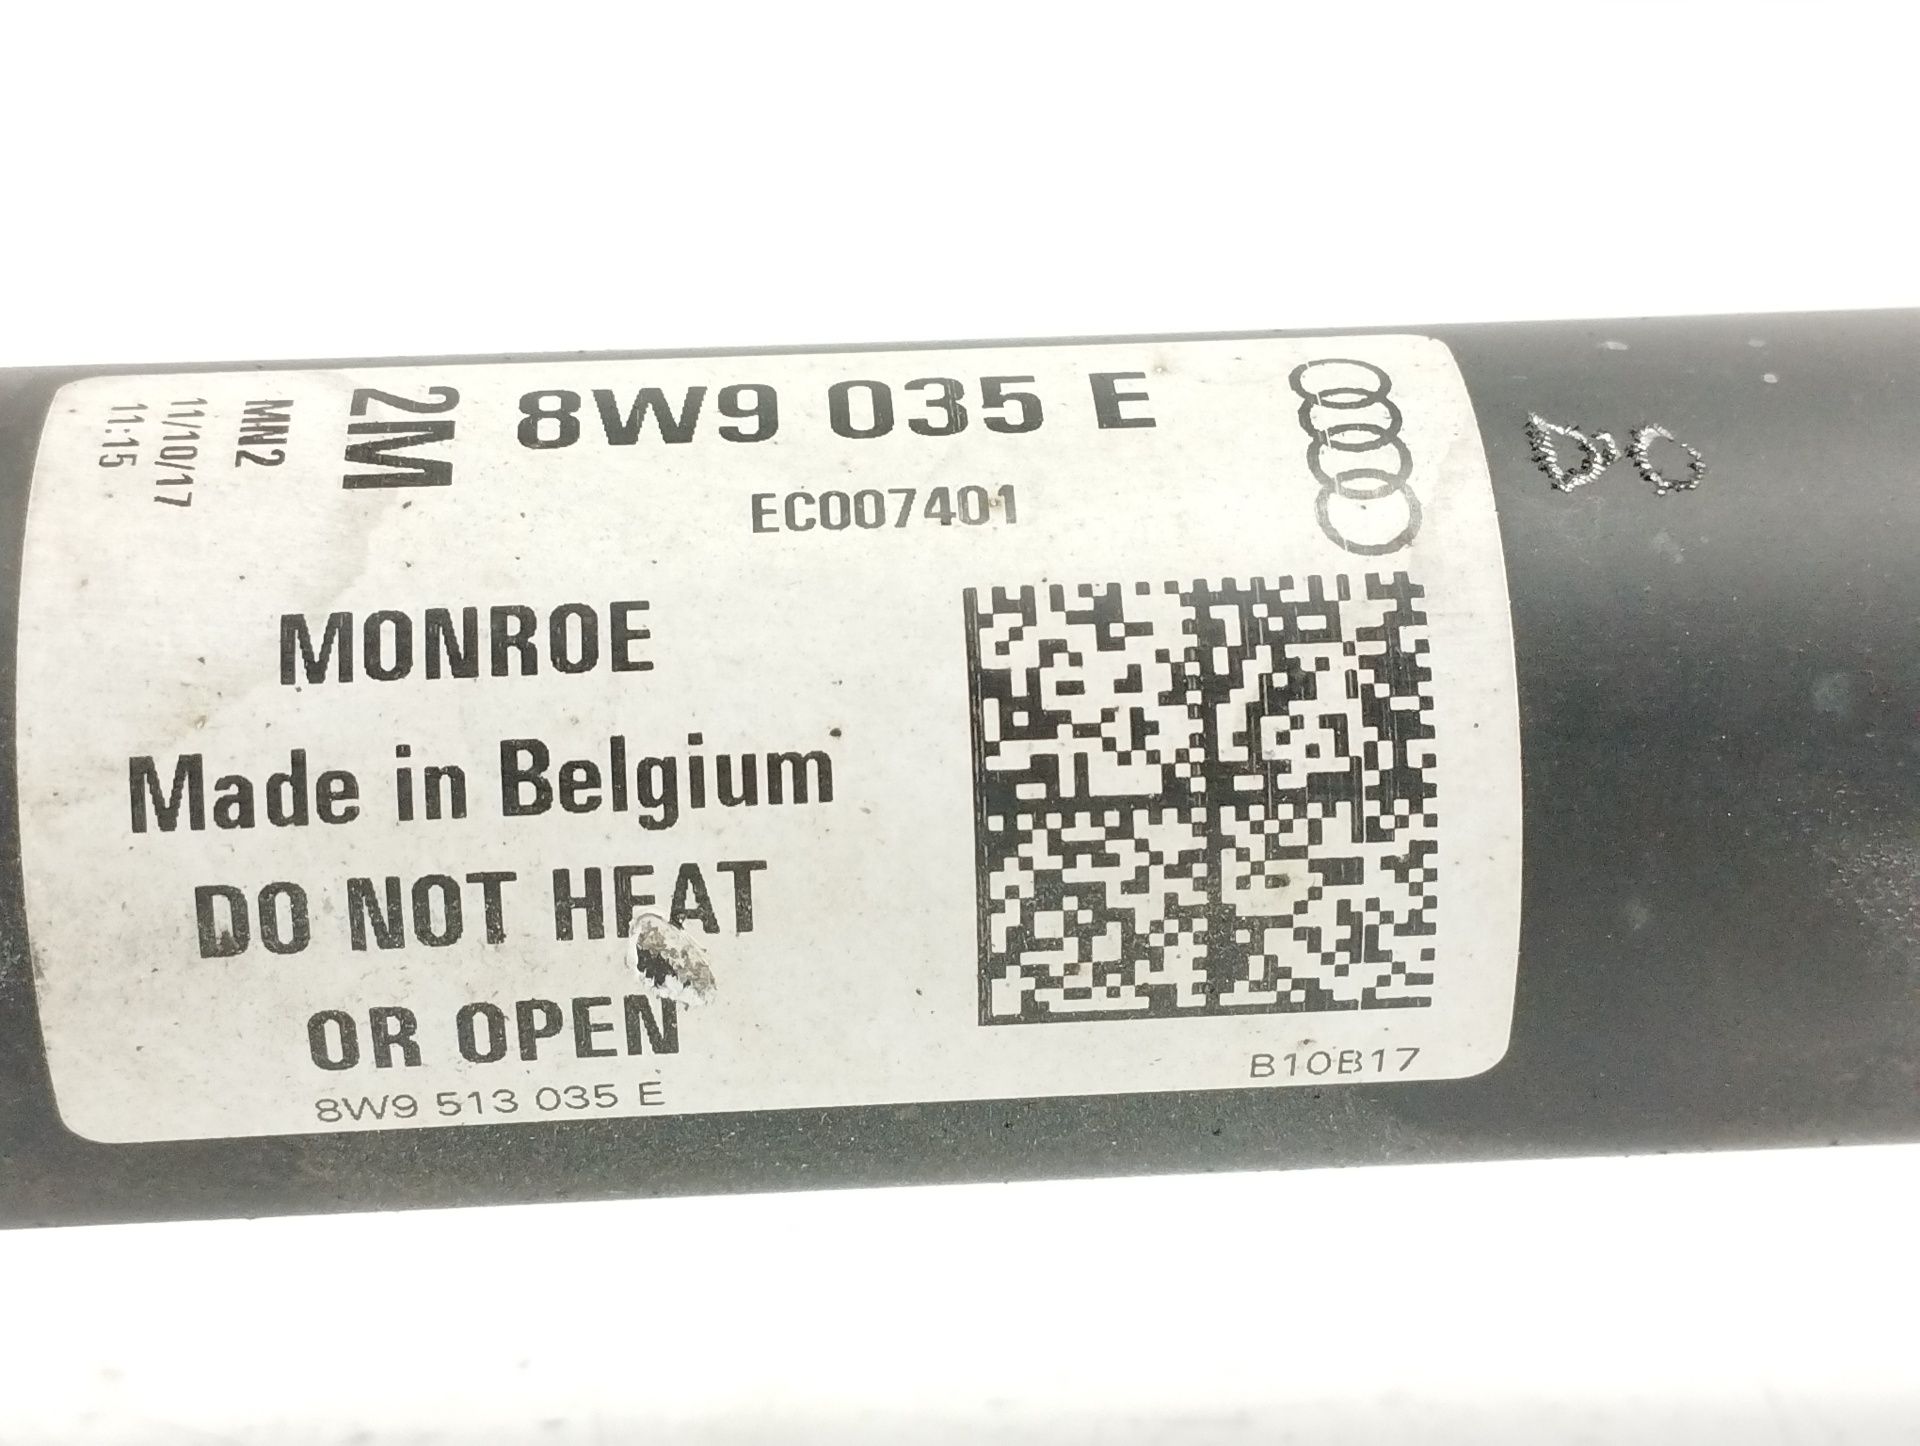 8W9 035 E
EC007401
2M
MN2
11/10/17
11:15
MONROE
Made in Belgium
DO NOT HEAT
OR OPEN
8W9 513 035 E
B10B17